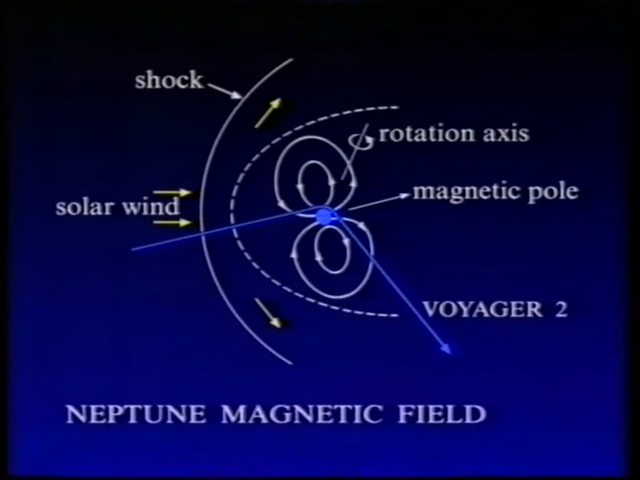 shock
rotation axis
magnetic pole
solar wind
VOYAGER 2
NEPTUNE MAGNETIC FIELD